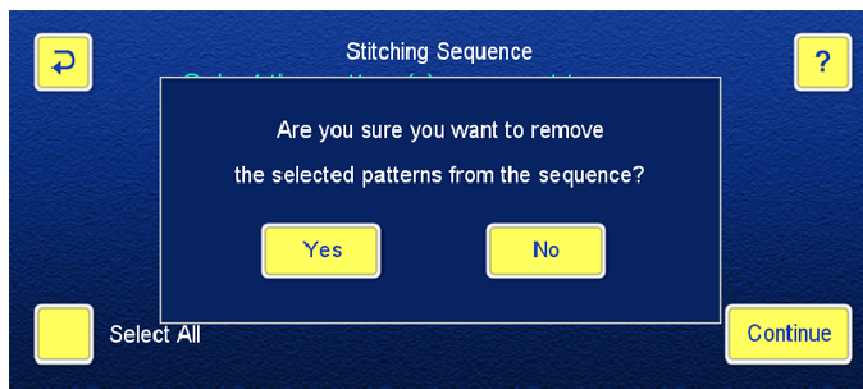 Stitching Sequence
?
Are you sure you want to remove
the selected patterns from the sequence?
Yes
No
Select All
Continue